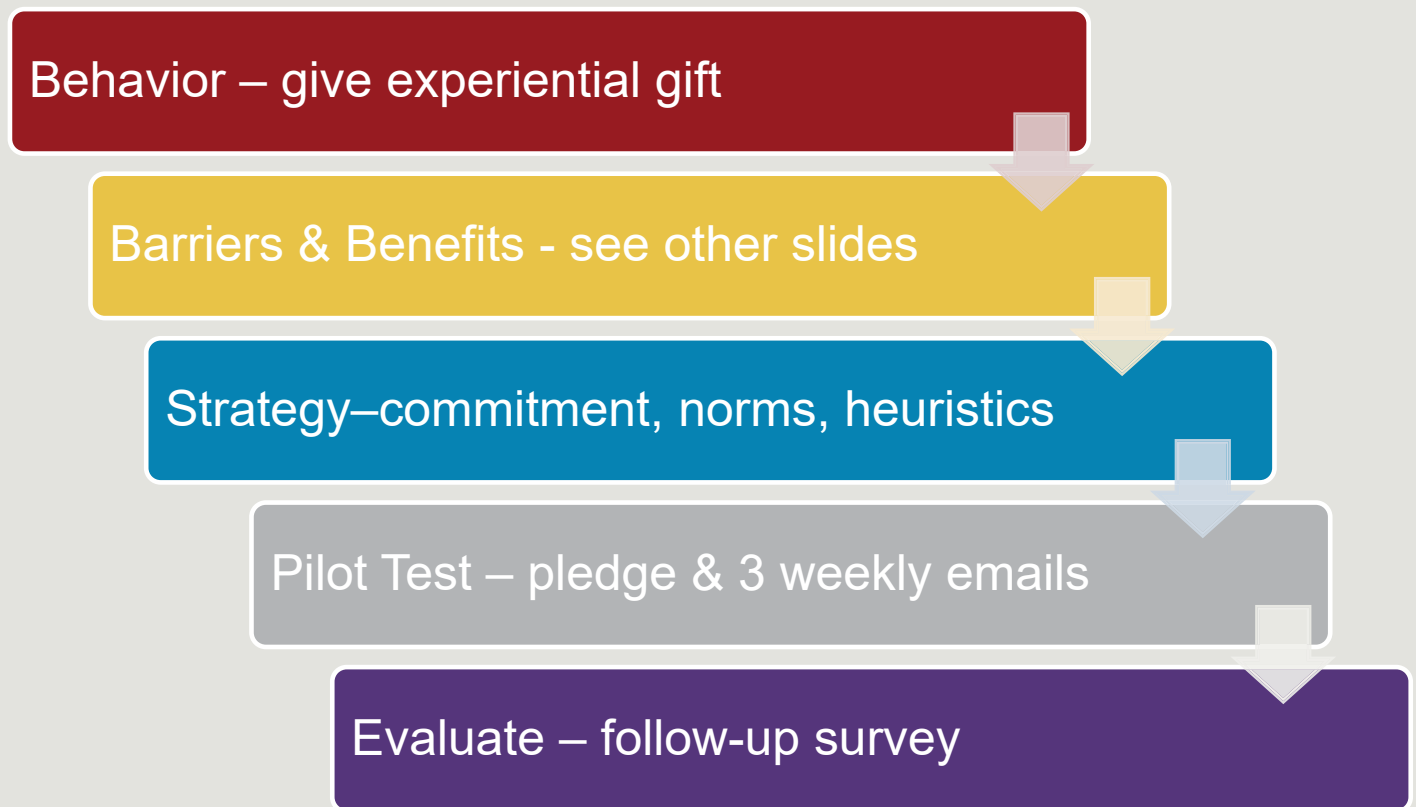 Behavior – give experiential gift
Barriers & Benefits - see other slides
Strategy–commitment, norms, heuristics
Pilot Test – pledge & 3 weekly emails
Evaluate – follow-up survey